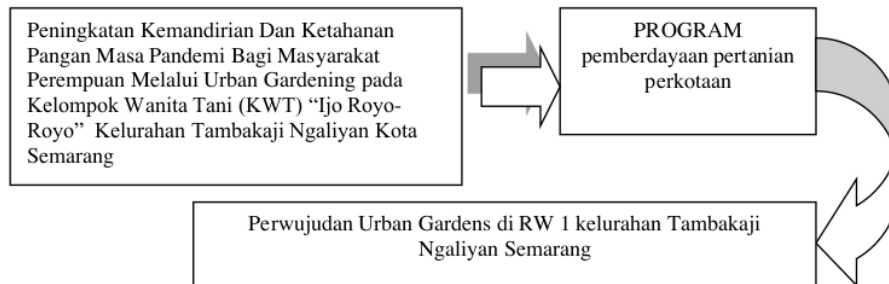 Peningkatan Kemandirian Dan Ketahanan
Pangan Masa Pandemi Bagi Masyarakat
Perempuan Melalui Urban Gardening pada
Kelompok Wanita Tani (KWT) “Ijo Royo-
Royo” Kelurahan Tambakaji Ngaliyan Kota
Semarang
PROGRAM
pemberdayaan pertanian
perkotaan
Perwujudan Urban Gardens di RW 1 kelurahan Tambakaji
Ngaliyan Semarang